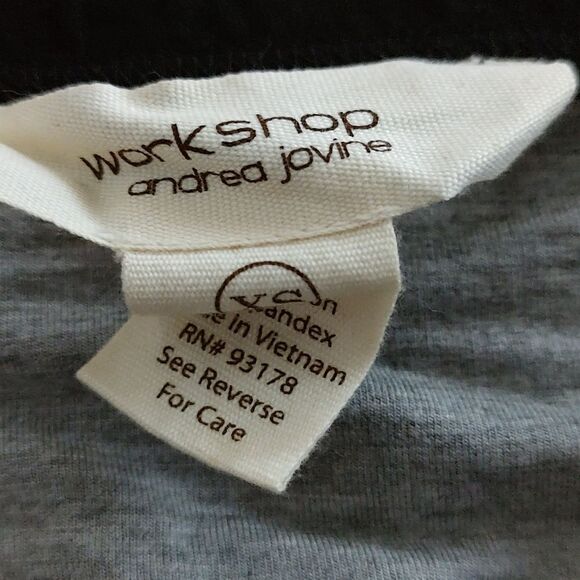 workshop
andrea jovine
In Vietnam
RN# 93178
See Reverse
For Care